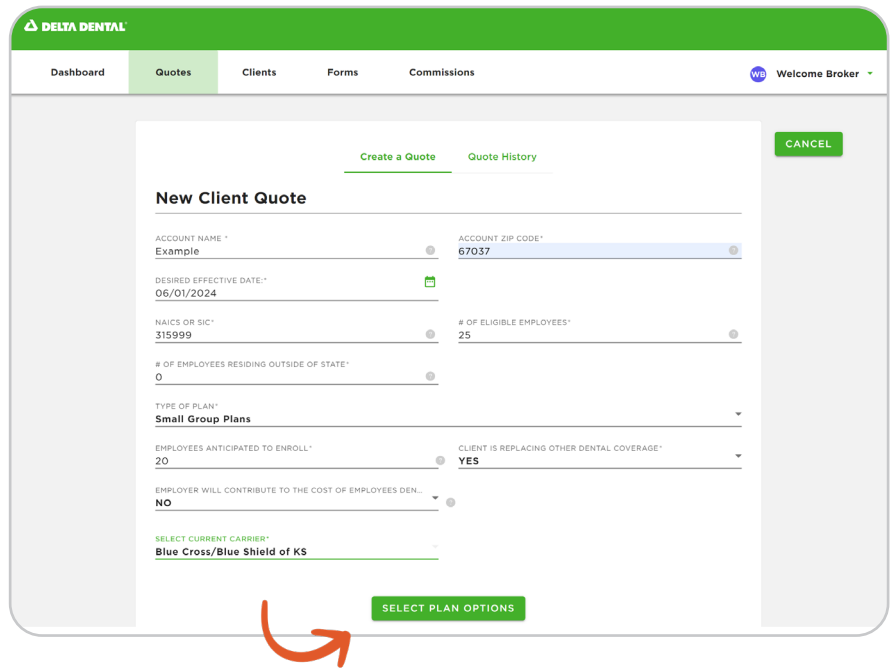 DELTA DENTAL
Dashboard Quotes Clients Forms Commissions WB Welcome Broker
CANCEL
Create a Quote Quote History
New Client Quote
ACCOUNT NAME * ACCOUNT ZIP CODE*
Example ? 67037 ?
DESIRED EFFECTIVE DATE:*
06/01/2024
NAICS OR SIC* # OF ELIGIBLE EMPLOYEES*
315999 ? 25 ?
# OF EMPLOYEES RESIDING OUTSIDE OF STATE*
0 ?
TYPE OF PLAN*
Small Group Plans
EMPLOYEES ANTICIPATED TO ENROLL* CLIENT IS REPLACING OTHER DENTAL COVERAGE*
20 ? YES
EMPLOYER WILL CONTRIBUTE TO THE COST OF EMPLOYEES DEN...
NO ?
SELECT CURRENT CARRIER*
Blue Cross/Blue Shield of KS
SELECT PLAN OPTIONS